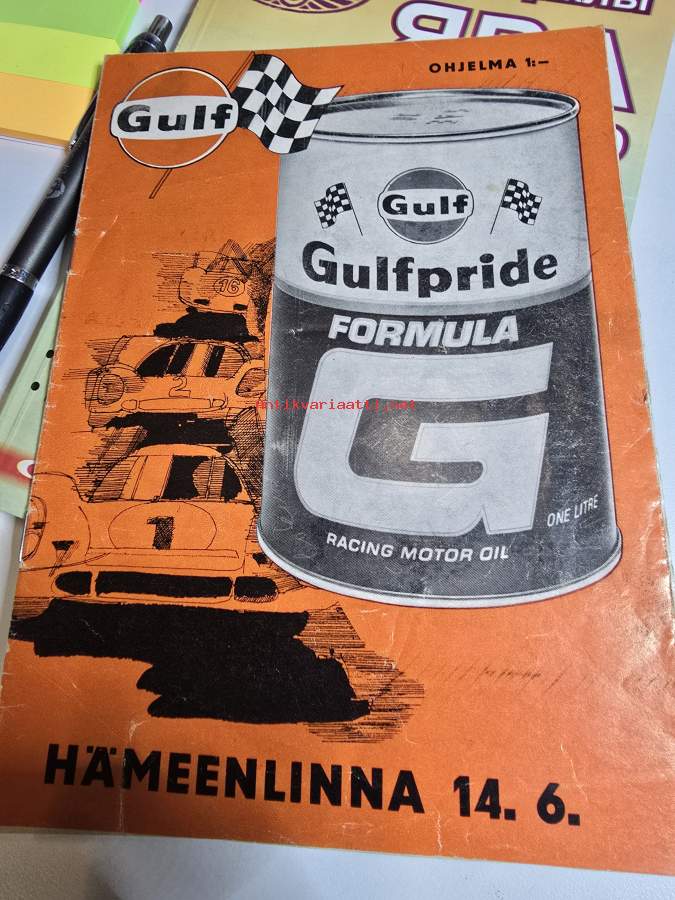 OHJELMA 1:—
Gulf
Gulf
Gulfpride
FORMULA
G
ONE LITRE
RACING MOTOR OIL
16
2
1
Antikvariaatti.net
HÄMEENLINNA 14. 6.